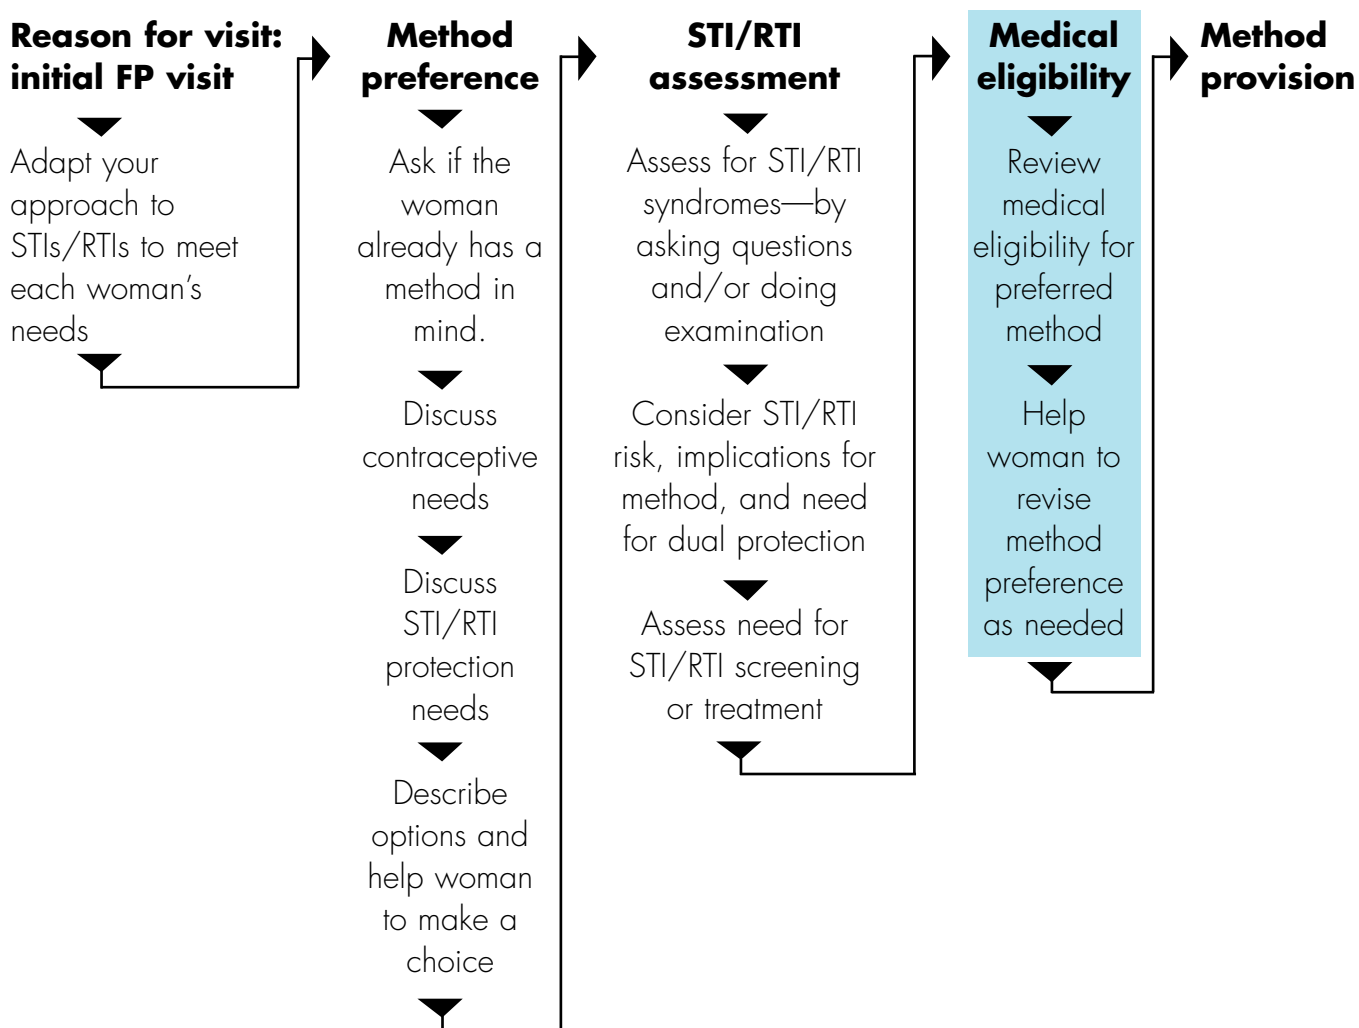 Reason for visit:
initial FP visit
Adapt your
approach to
STIs/RTIs to meet
each woman's
needs
Method
preference
Ask if the
woman
already has a
method in
mind.
Discuss
contraceptive
needs
Discuss
STI/RTI
protection
needs
Describe
options and
help woman
to make a
choice
STI/RTI
assessment
Assess for STI/RTI
syndromes—by
asking questions
and/or doing
examination
Consider STI/RTI
risk, implications for
method, and need
for dual protection
Assess need for
STI/RTI screening
or treatment
Medical
eligibility
Review
medical
eligibility for
preferred
method
Help
woman to
revise
method
preference
as needed
Method
provision